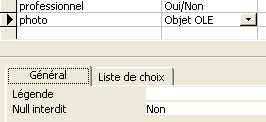 professionnel Oui/Non
photo Objet OLE
Général Liste de choix
Légende
Null interdit Non